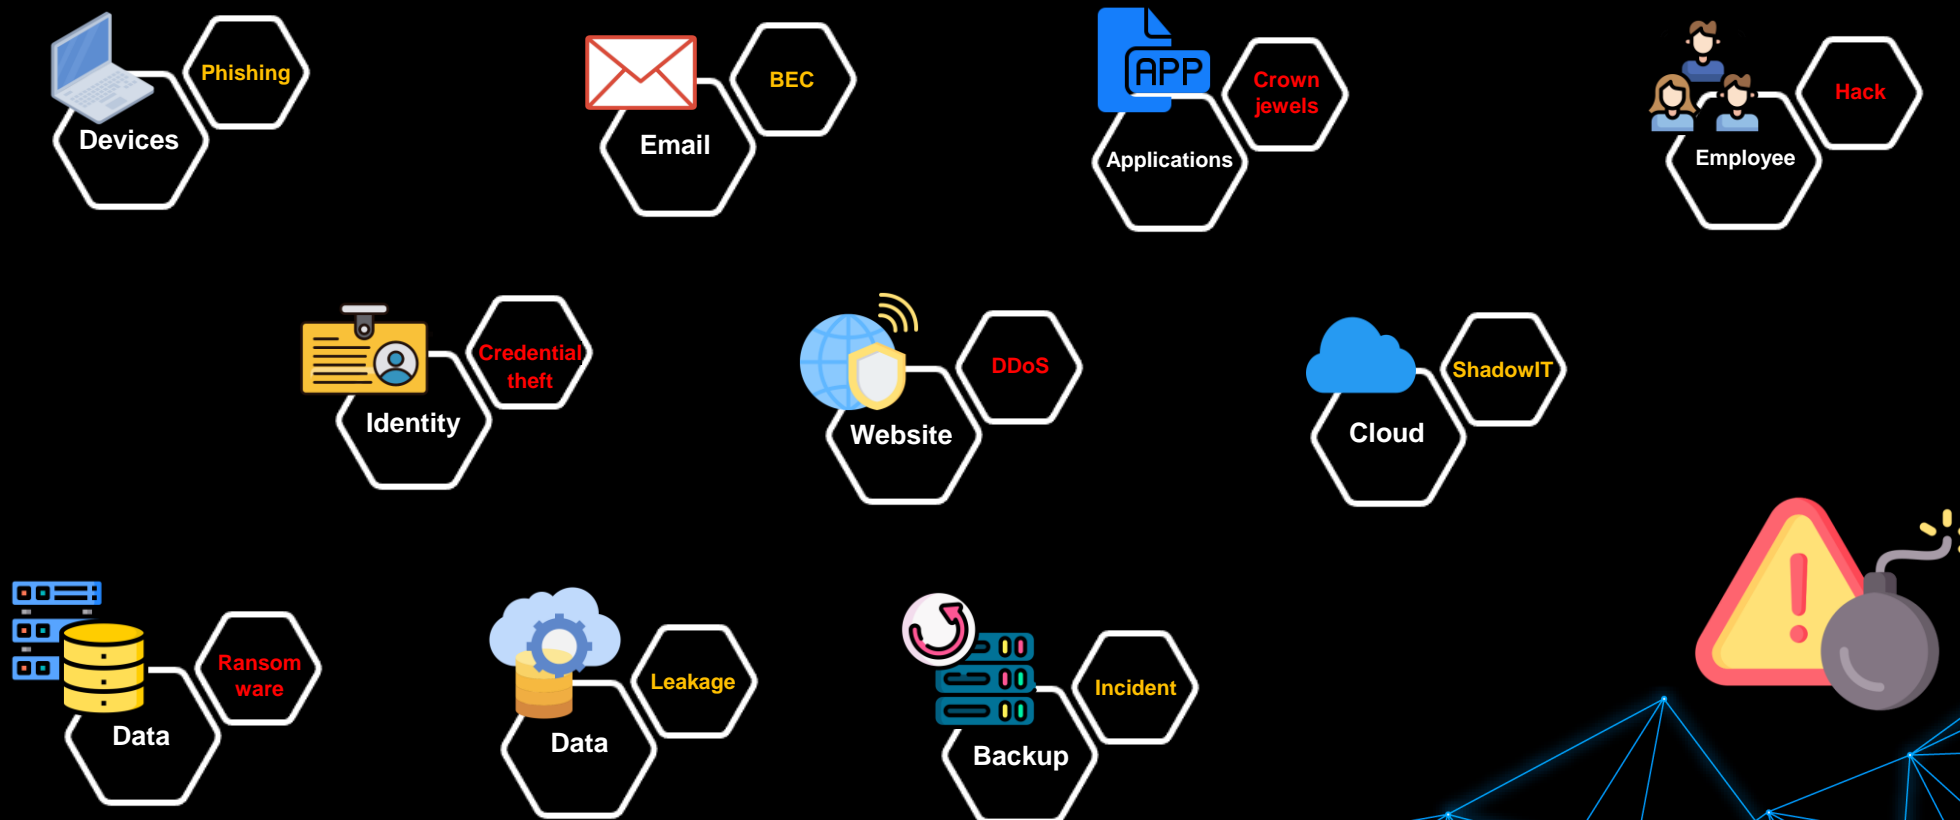 Devices
Phishing
Email
BEC
APP
Applications
Crown
jewels
Employee
Hack
Identity
Credential
theft
Website
DDoS
Cloud
ShadowIT
Data
Ransom
ware
Data
Leakage
Backup
Incident